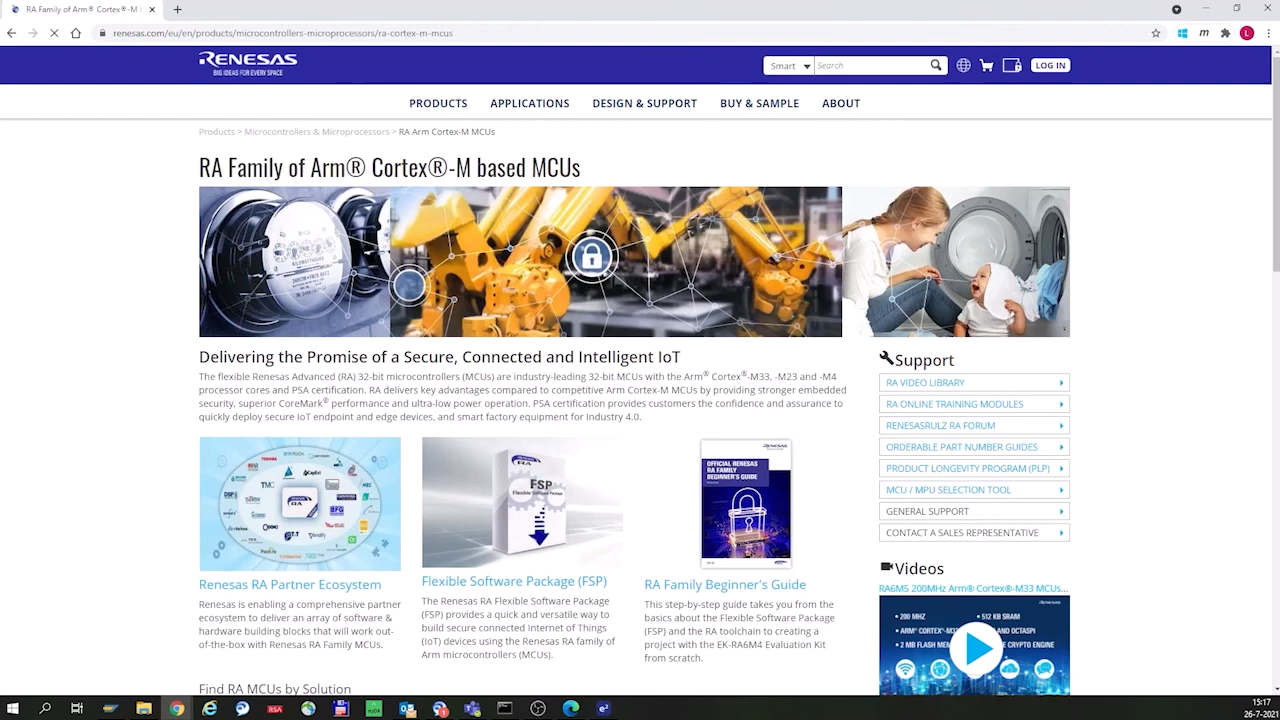 RA Family of Arm® Cortex®-M
renesas.com/eu/en/products/microcontrollers-microprocessors/ra-cortex-m-mcus
RENESAS
BIG IDEAS FOR EVERY SPACE
Smart
Search
LOG IN
PRODUCTS
APPLICATIONS
DESIGN & SUPPORT
BUY & SAMPLE
ABOUT
Products > Microcontrollers & Microprocessors > RA Arm Cortex-M MCUs
RA Family of Arm® Cortex®-M based MCUs
Delivering the Promise of a Secure, Connected and Intelligent IoT
The flexible Renesas Advanced (RA) 32-bit microcontrollers (MCUs) are industry-leading 32-bit MCUs with the Arm® Cortex®-M33, -M23 and -M4
processor cores and PSA certification. RA delivers key advantages compared to competitive Arm Cortex-M MCUs by providing stronger embedded
security, superior CoreMark® performance and ultra-low power operation. PSA certification provides customers the confidence and assurance to
quickly deploy secure IoT endpoint and edge devices, and smart factory equipment for Industry 4.0.
Support
RA VIDEO LIBRARY
RA ONLINE TRAINING MODULES
RENESASRULZ RA FORUM
ORDERABLE PART NUMBER GUIDES
PRODUCT LONGEVITY PROGRAM (PLP)
MCU / MPU SELECTION TOOL
GENERAL SUPPORT
CONTACT A SALES REPRESENTATIVE
RA
FSP
Flexible Software Package
RENESAS
OFFICIAL RENESAS
RA FAMILY
BEGINNER'S GUIDE
Renesas RA Partner Ecosystem
Renesas is enabling a comprehensive partner
ecosystem to deliver an array of software &
hardware building blocks that will work out-
of-the-box with Renesas RA Family MCUs.
Flexible Software Package (FSP)
The Renesas RA Flexible Software Package
(FSP) provides a quick and versatile way to
build secure connected Internet of Things
(IoT) devices using the Renesas RA family of
Arm microcontrollers (MCUs).
RA Family Beginner's Guide
This step-by-step guide takes you from the
basics about the Flexible Software Package
(FSP) and the RA toolchain to creating a
project with the EK-RA6M4 Evaluation Kit
from scratch.
Videos
RA6M5 200MHz Arm® Cortex®-M33 MCUs...
• 200 MHZ
• 512 KB SRAM
Find RA MCUs by Solution
15:17
26-7-2021